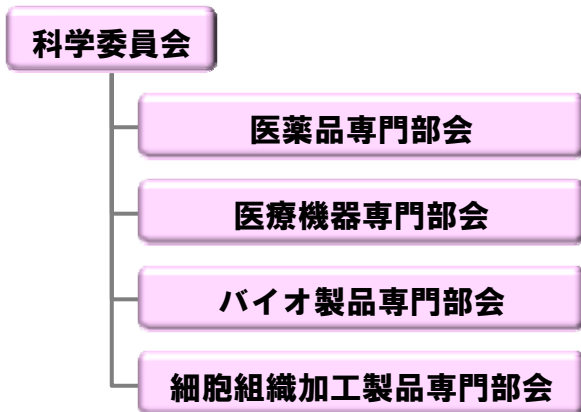 科学委員会
医薬品専門部会
医療機器専門部会
バイオ製品専門部会
細胞組織加工製品専門部会